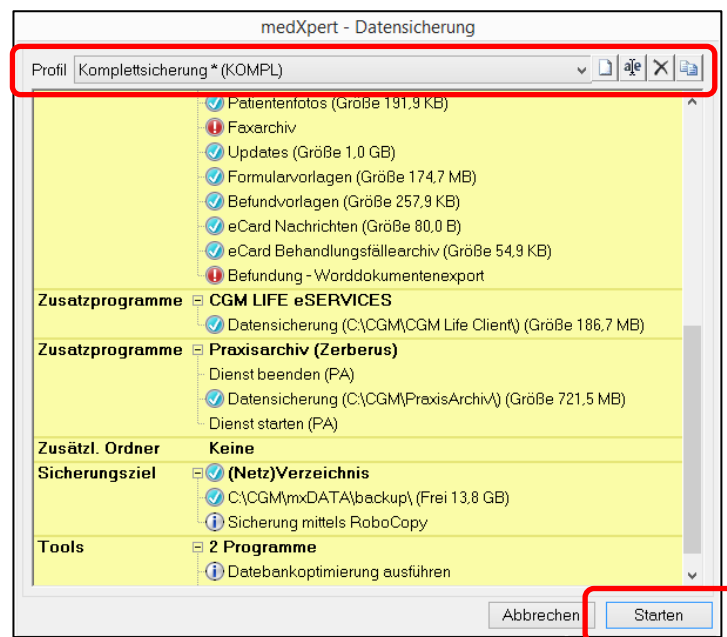 medXpert - Datensicherung
Profil Komplettsicherung * (KOMPL)
Patientenfotos (Größe 191,9 KB)
Faxarchiv
Updates (Größe 1,0 GB)
Formularvorlagen (Größe 174,7 MB)
Befundvorlagen (Größe 257,9 KB)
eCard Nachrichten (Größe 80,0 B)
eCard Behandlungsfällearchiv (Größe 54,9 KB)
Befundung - Worddokumentenexport
Zusatzprogramme CGM LIFE eSERVICES
Datensicherung (C:\CGM\CGM Life Client\) (Größe 186,7 MB)
Zusatzprogramme Praxisarchiv (Zerberus)
Dienst beenden (PA)
Datensicherung (C:\CGM\PraxisArchiv\) (Größe 721,5 MB)
Dienst starten (PA)
Zusätzl. Ordner Keine
Sicherungsziel (Netz)Verzeichnis
C:\CGM\mxDATA\backup\ (Frei 13,8 GB)
Sicherung mittels RoboCopy
Tools 2 Programme
Datebankoptimierung ausführen
Abbrechen Starten